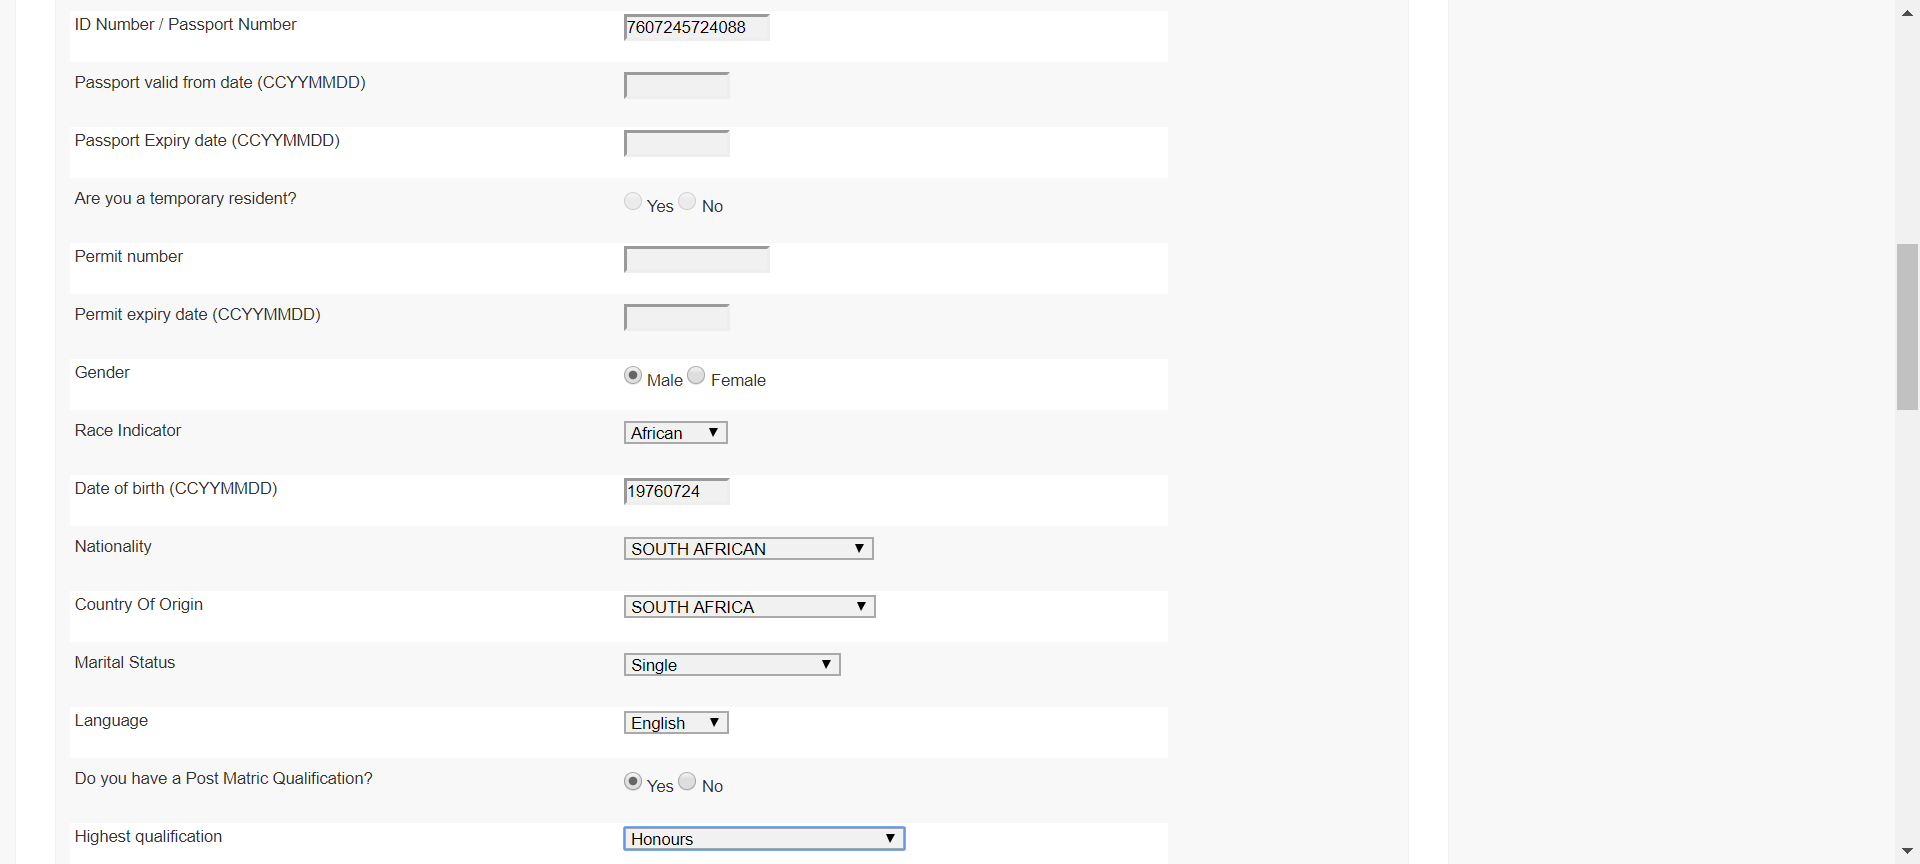 ID Number / Passport Number 7607245724088
Passport valid from date (CCYYMMDD)
Passport Expiry date (CCYYMMDD)
Are you a temporary resident? Yes No
Permit number
Permit expiry date (CCYYMMDD)
Gender Male Female
Race Indicator African
Date of birth (CCYYMMDD) 19760724
Nationality SOUTH AFRICAN
Country Of Origin SOUTH AFRICA
Marital Status Single
Language English
Do you have a Post Matric Qualification? Yes No
Highest qualification Honours